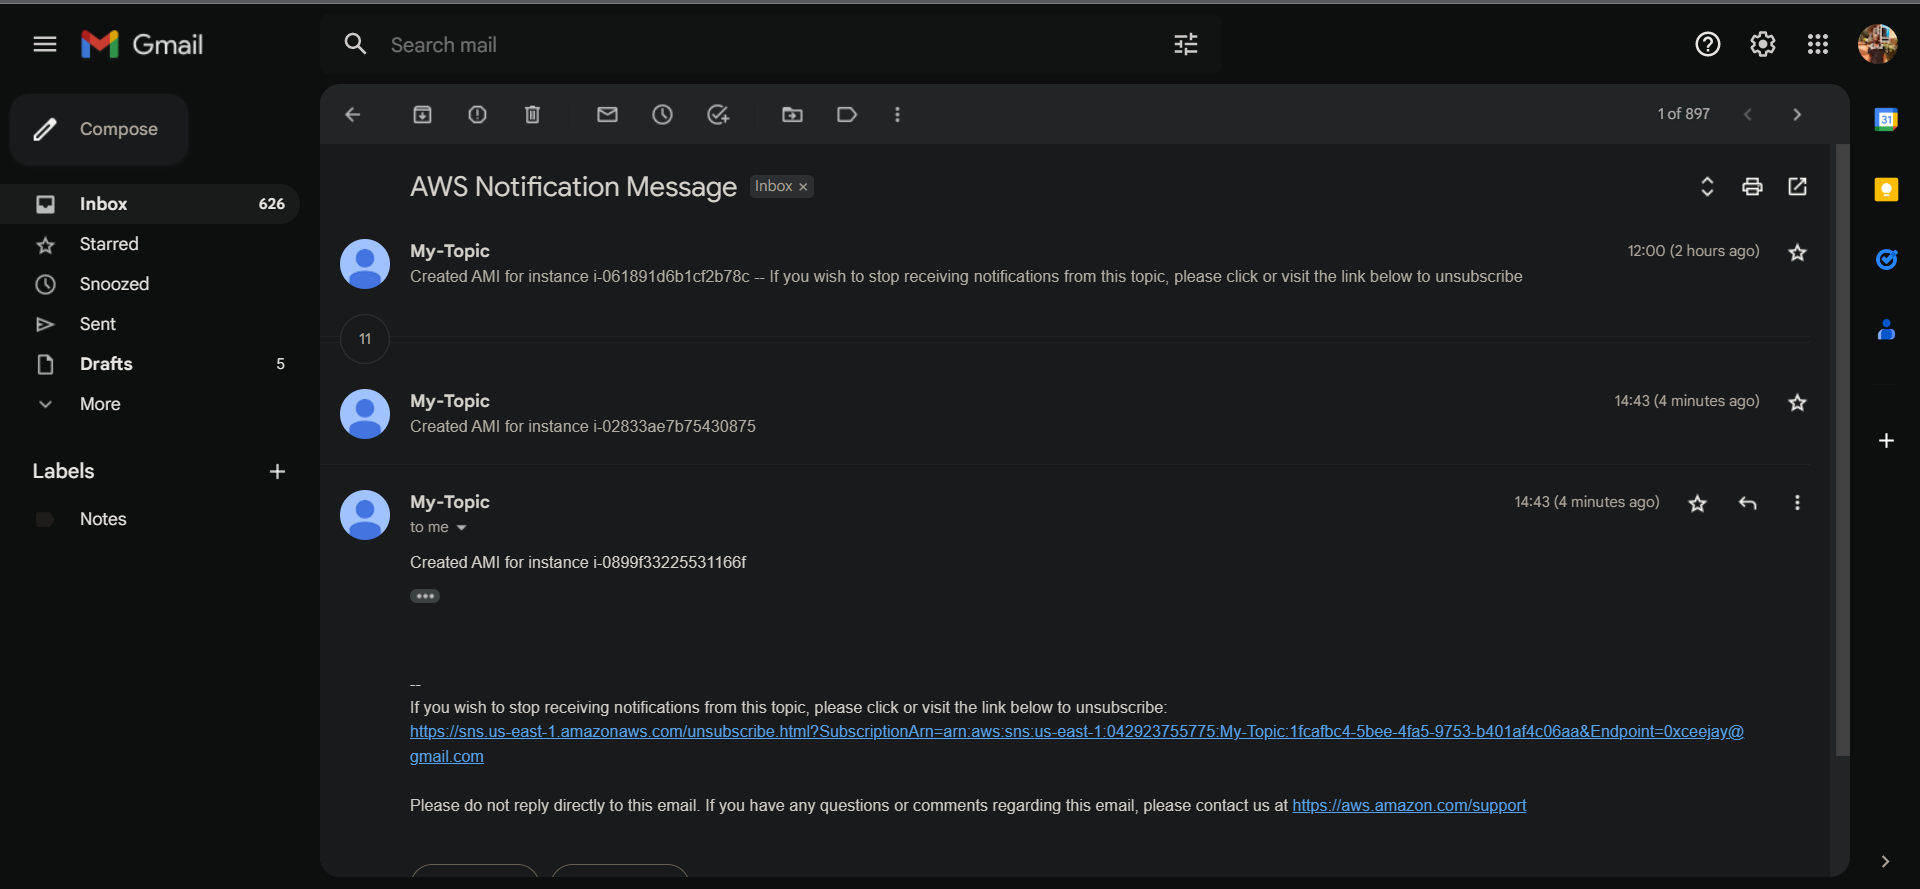 Gmail
Search mail
Compose
1 of 897
Inbox 626
Starred
Snoozed
Sent
Drafts 5
More
Labels
Notes
AWS Notification Message Inbox ×
My-Topic 12:00 (2 hours ago)
Created AMI for instance i-061891d6b1cf2b78c -- If you wish to stop receiving notifications from this topic, please click or visit the link below to unsubscribe
11
My-Topic 14:43 (4 minutes ago)
Created AMI for instance i-02833ae7b75430875
My-Topic 14:43 (4 minutes ago)
to me
Created AMI for instance i-0899f33225531166f
--
If you wish to stop receiving notifications from this topic, please click or visit the link below to unsubscribe:
https://sns.us-east-1.amazonaws.com/unsubscribe.html?SubscriptionArn=arn:aws:sns:us-east-1:042923755775:My-Topic:1fcafbc4-5bee-4fa5-9753-b401af4c06aa&Endpoint=0xceejay@
gmail.com
Please do not reply directly to this email. If you have any questions or comments regarding this email, please contact us at https://aws.amazon.com/support
31